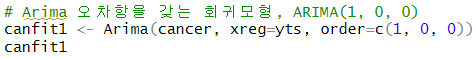 # Arima 오차항을 갖는 회귀모형, ARIMA(1, 0, 0)
canfit1 <- Arima(cancer, xreg=yts, order=c(1, 0, 0))
canfit1